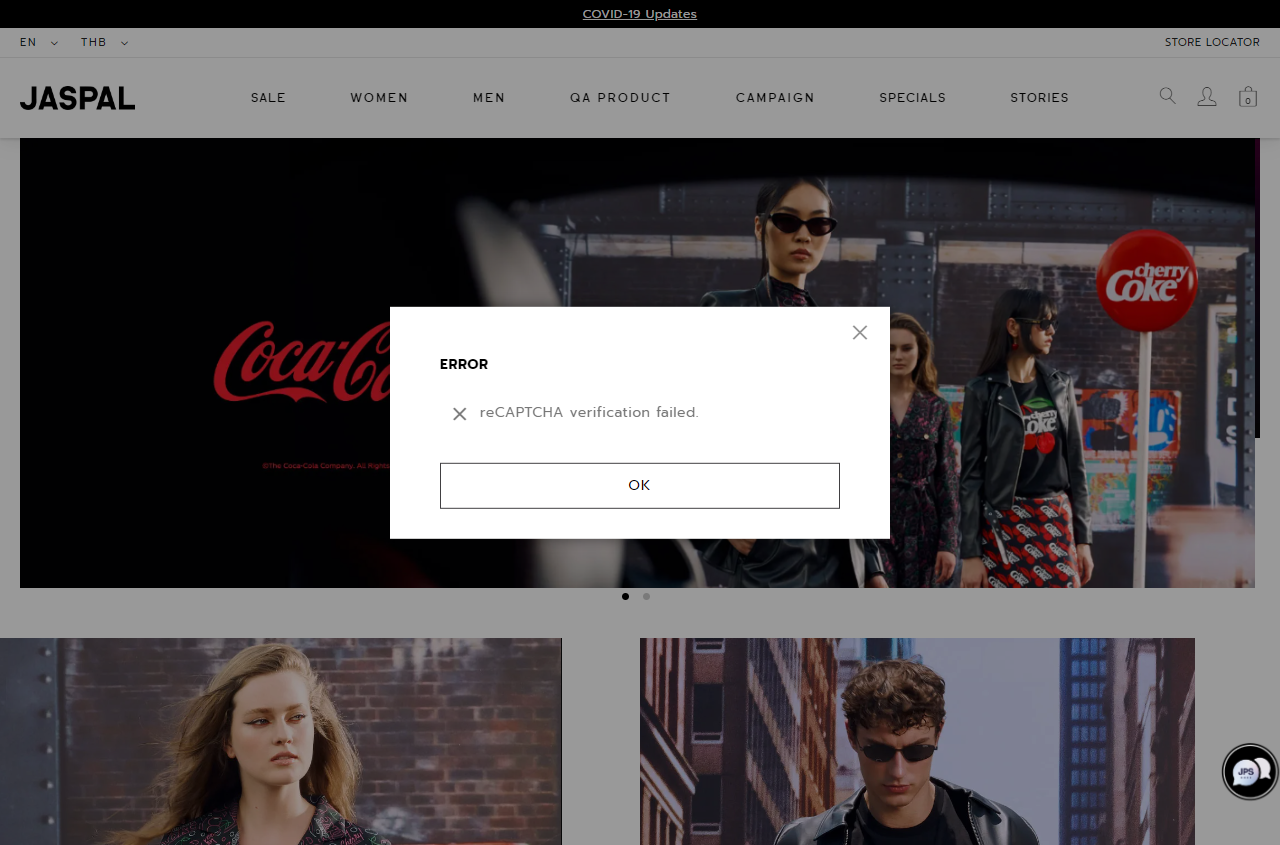 COVID-19 Updates
EN THB STORE LOCATOR
JASPAL SALE WOMEN MEN QA PRODUCT CAMPAIGN SPECIALS STORIES 0
cherry
Coke
Coca-Co
ERROR
reCAPTCHA verification failed.
cherry
Coke
©The Coca-Cola Company. All Rights
OK
JPS